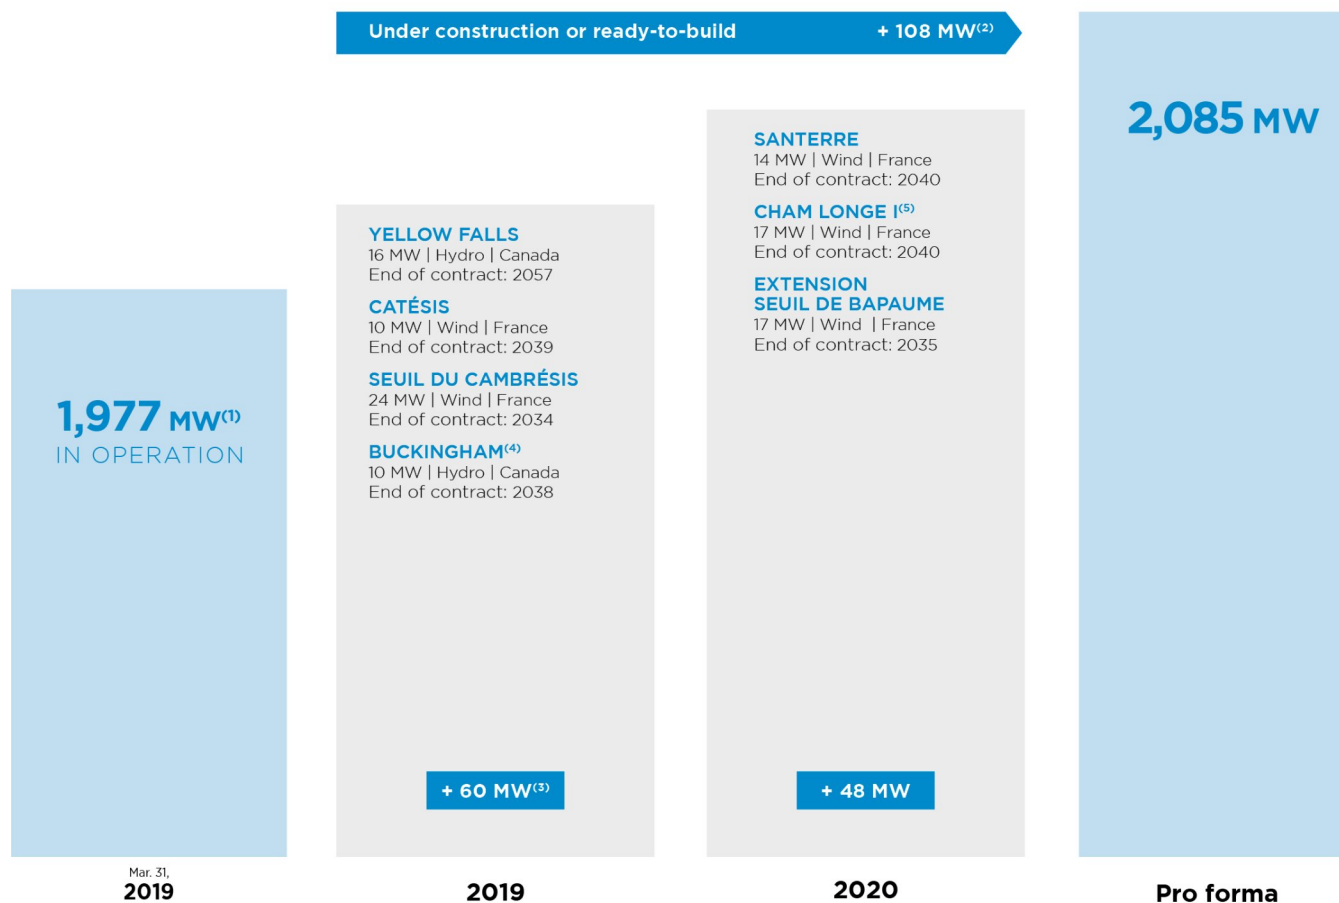 Under construction or ready-to-build + 108 MW(2)
2,085 MW
SANTERRE
14 MW | Wind | France
End of contract: 2040
CHAM LONGE I(5)
17 MW | Wind | France
End of contract: 2040
EXTENSION
SEUIL DE BAPAUME
17 MW | Wind | France
End of contract: 2035
YELLOW FALLS
16 MW | Hydro | Canada
End of contract: 2057
CATÉSIS
10 MW | Wind | France
End of contract: 2039
SEUIL DU CAMBRÉSIS
24 MW | Wind | France
End of contract: 2034
BUCKINGHAM(4)
10 MW | Hydro | Canada
End of contract: 2038
1,977 MW(1)
IN OPERATION
+ 60 MW(3)
+ 48 MW
Mar. 31,
2019
2019
2020
Pro forma